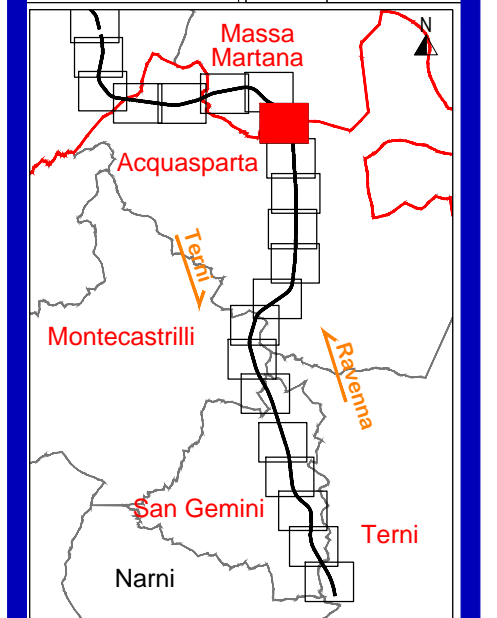 N
Massa
Martana
Acquasparta
Terni
Montecastrilli
Ravenna
San Gemini
Terni
Narni